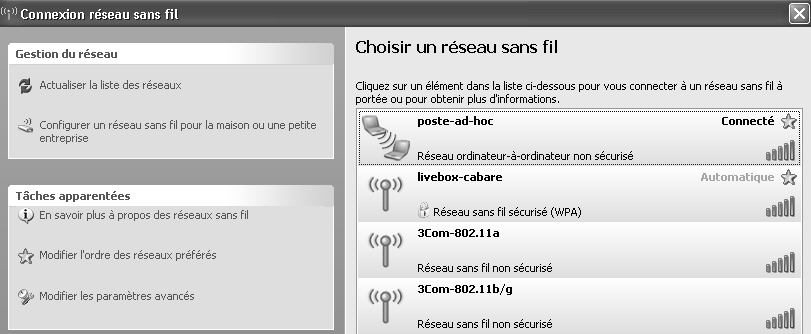 Connexion réseau sans fil
Gestion du réseau
Actualiser la liste des réseaux
Configurer un réseau sans fil pour la maison ou une petite
entreprise
Tâches apparentées
En savoir plus à propos des réseaux sans fil
Modifier l'ordre des réseaux préférés
Modifier les paramètres avancés
Choisir un réseau sans fil
Cliquez sur un élément dans la liste ci-dessous pour vous connecter à un réseau sans fil à
portée ou pour obtenir plus d'informations.
poste-ad-hoc Connecté
Réseau ordinateur-à-ordinateur non sécurisé
livebox-cabare Automatique
Réseau sans fil sécurisé (WPA)
3Com-802.11a
Réseau sans fil non sécurisé
3Com-802.11b/g
Réseau sans fil non sécurisé